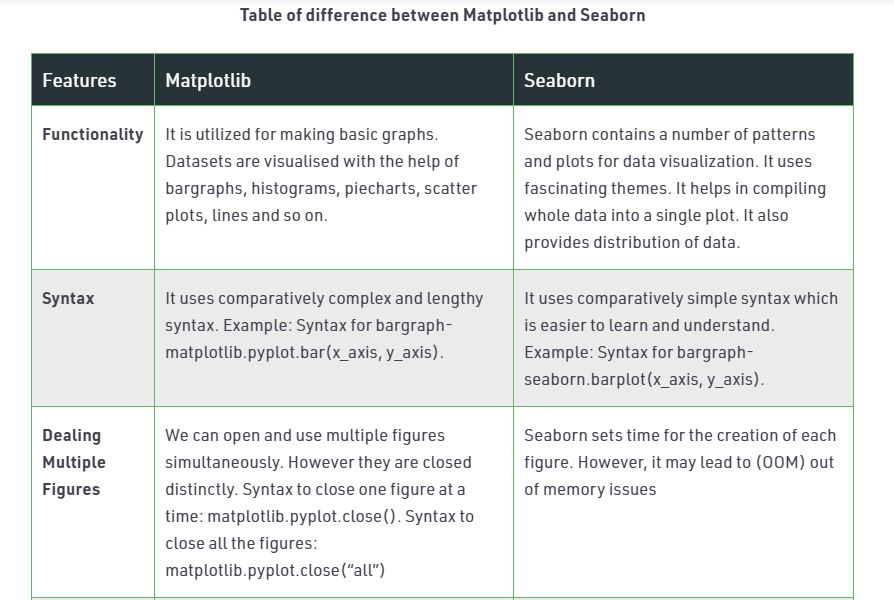 Table of difference between Matplotlib and Seaborn
Features
Matplotlib
Seaborn
Functionality
It is utilized for making basic graphs.
Datasets are visualised with the help of
bargraphs, histograms, piecharts, scatter
plots, lines and so on.
Seaborn contains a number of patterns
and plots for data visualization. It uses
fascinating themes. It helps in compiling
whole data into a single plot. It also
provides distribution of data.
Syntax
It uses comparatively complex and lengthy
syntax. Example: Syntax for bargraph-
matplotlib.pyplot.bar(x_axis, y_axis).
It uses comparatively simple syntax which
is easier to learn and understand.
Example: Syntax for bargraph-
seaborn.barplot(x_axis, y_axis).
Dealing
Multiple
Figures
We can open and use multiple figures
simultaneously. However they are closed
distinctly. Syntax to close one figure at a
time: matplotlib.pyplot.close(). Syntax to
close all the figures:
matplotlib.pyplot.close(“all”)
Seaborn sets time for the creation of each
figure. However, it may lead to (OOM) out
of memory issues